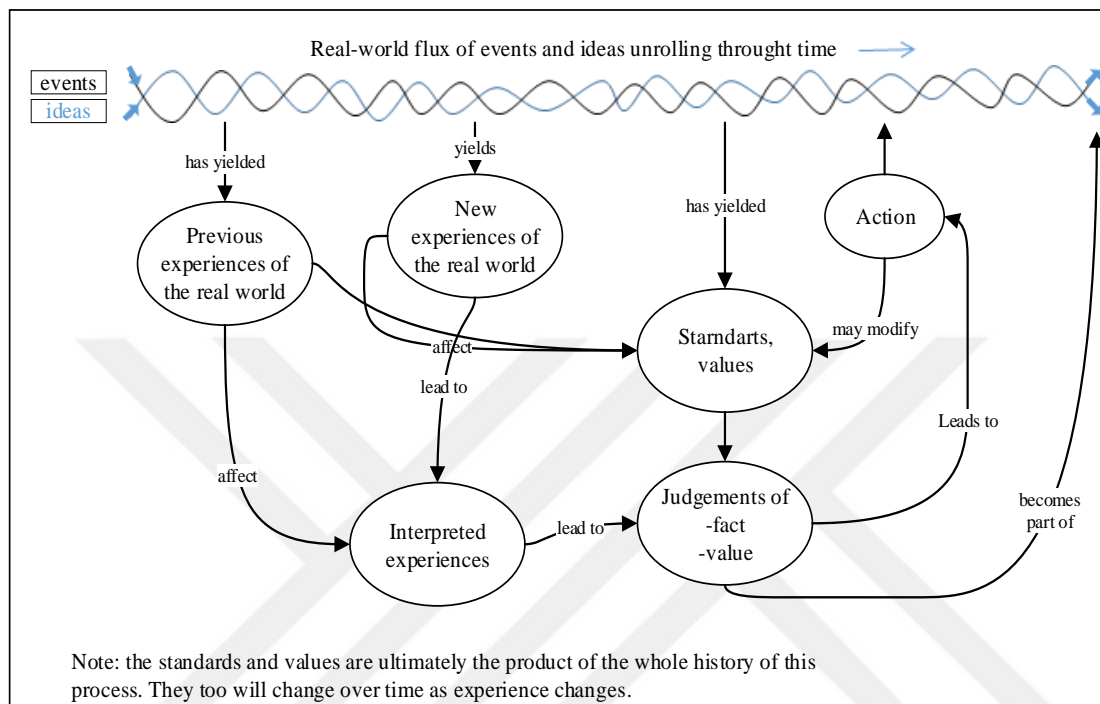 Real-world flux of events and ideas unrolling throught time
events
ideas
has yielded
yields
has yielded
Previous
experiences of
the real world
New
experiences of
the real world
Action
affect
may modify
Starndarts,
values
lead to
Leads to
affect
Interpreted
experiences
lead to
Judgements of
-fact
-value
becomes
part of
Note: the standards and values are ultimately the product of the whole history of this
process. They too will change over time as experience changes.